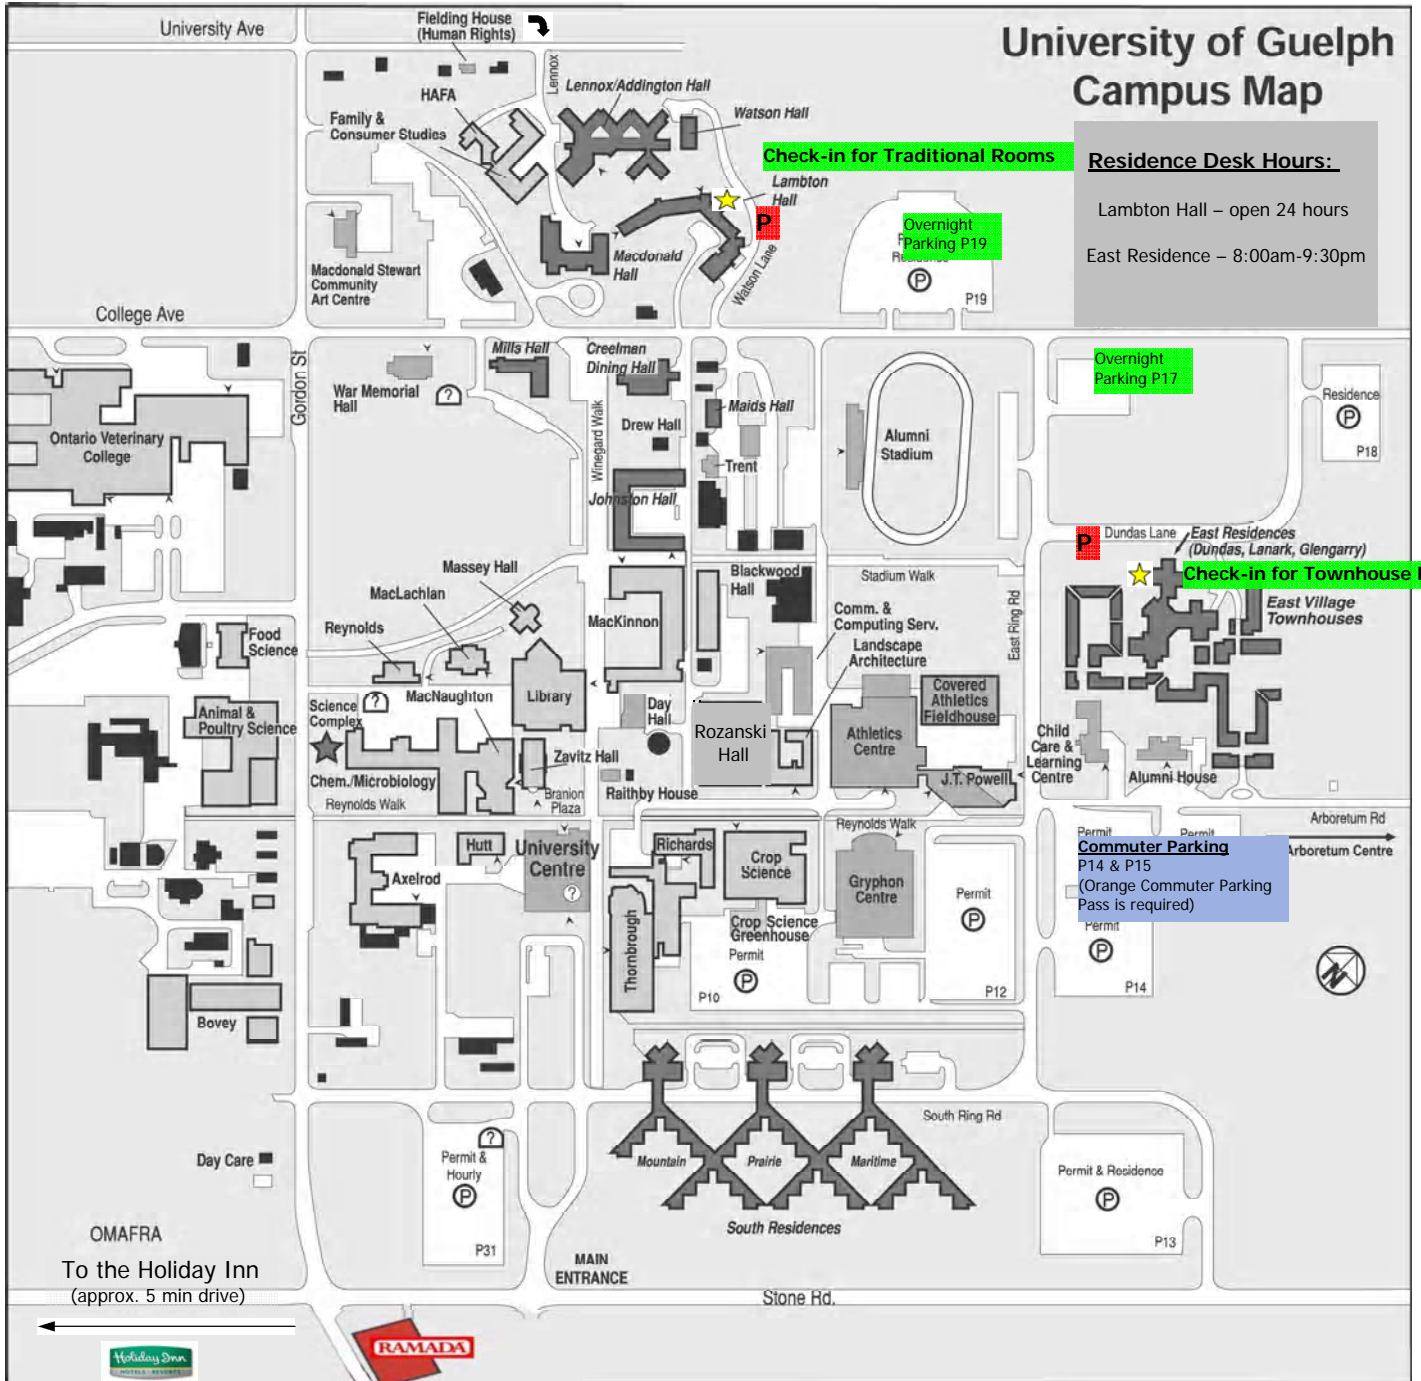 University of Guelph
Campus Map
University Ave
Fielding House
(Human Rights)
Lennox
HAFA
Lennox/Addington Hall
Watson Hall
Family &
Consumer Studies
Check-in for Traditional Rooms
Residence Desk Hours:
Lambton Hall – open 24 hours
East Residence – 8:00am-9:30pm
Lambton
Hall
P
Overnight
Parking P19
P
P19
Macdonald
Hall
Watson Lane
Macdonald Stewart
Community
Art Centre
College Ave
Gordon St
Mills Hall
Creelman
Dining Hall
War Memorial
Hall
?
Winegard Walk
Maids Hall
Drew Hall
Trent
Alumni
Stadium
Overnight
Parking P17
Residence
P
P18
Ontario Veterinary
College
Johnston Hall
P
Dundas Lane
East Residences
(Dundas, Lanark, Glengarry)
Check-in for Townhouse
East Village
Townhouses
Massey Hall
MacLachlan
Reynolds
MacKinnon
Blackwood
Hall
Stadium Walk
Comm. &
Computing Serv.
Landscape
Architecture
East Ring Rd
Food
Science
MacNaughton
Library
Day
Hall
Rozanski
Hall
Covered
Athletics
Fieldhouse
Athletics
Centre
Child
Care &
Learning
Centre
Alumni House
J.T. Powell
Animal &
Poultry Science
Science
Complex
?
Chem./Microbiology
Zavitz Hall
Reynolds Walk
Branion
Plaza
Raithby House
Reynolds Walk
Arboretum Rd
Arboretum Centre
Permit
Permit
Commuter Parking
P14 & P15
(Orange Commuter Parking
Pass is required)
Permit
P
P14
Hutt
University
Centre
?
Axelrod
Richards
Crop
Science
Gryphon
Centre
Permit
P
P12
Thornbrough
Crop Science
Greenhouse
Permit
P
P10
N
Bovey
South Ring Rd
Mountain
Prairie
Maritime
South Residences
Day Care
?
Permit &
Hourly
P
P31
Permit & Residence
P
P13
OMAFRA
To the Holiday Inn
(approx. 5 min drive)
MAIN
ENTRANCE
Stone Rd.
Holiday Inn
HOTELS · RESORTS
RAMADA